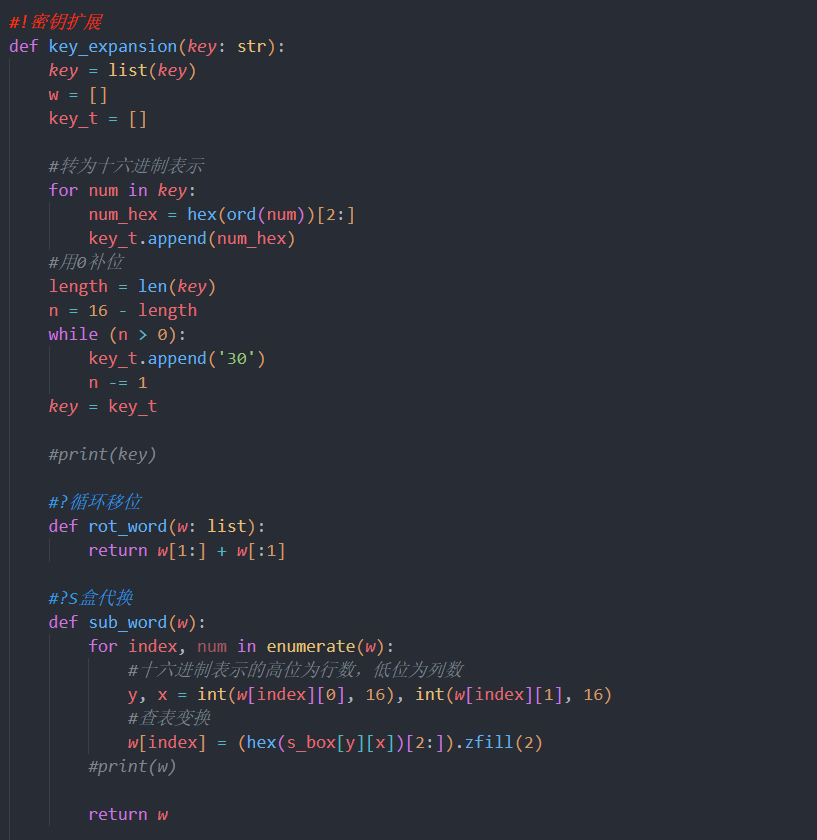 #!密钥扩展
def key_expansion(key: str):
    key = list(key)
    w = []
    key_t = []
    #转为十六进制表示
    for num in key:
        num_hex = hex(ord(num))[2:]
        key_t.append(num_hex)
    #用0补位
    length = len(key)
    n = 16 - length
    while (n > 0):
        key_t.append('30')
        n -= 1
    key = key_t
    #print(key)
    #?循环移位
    def rot_word(w: list):
        return w[1:] + w[:1]
    #?S盒代换
    def sub_word(w):
        for index, num in enumerate(w):
            #十六进制表示的高位为行数，低位为列数
            y, x = int(w[index][0], 16), int(w[index][1], 16)
            #查表变换
            w[index] = (hex(s_box[y][x])[2:]).zfill(2)
        #print(w)
        return w